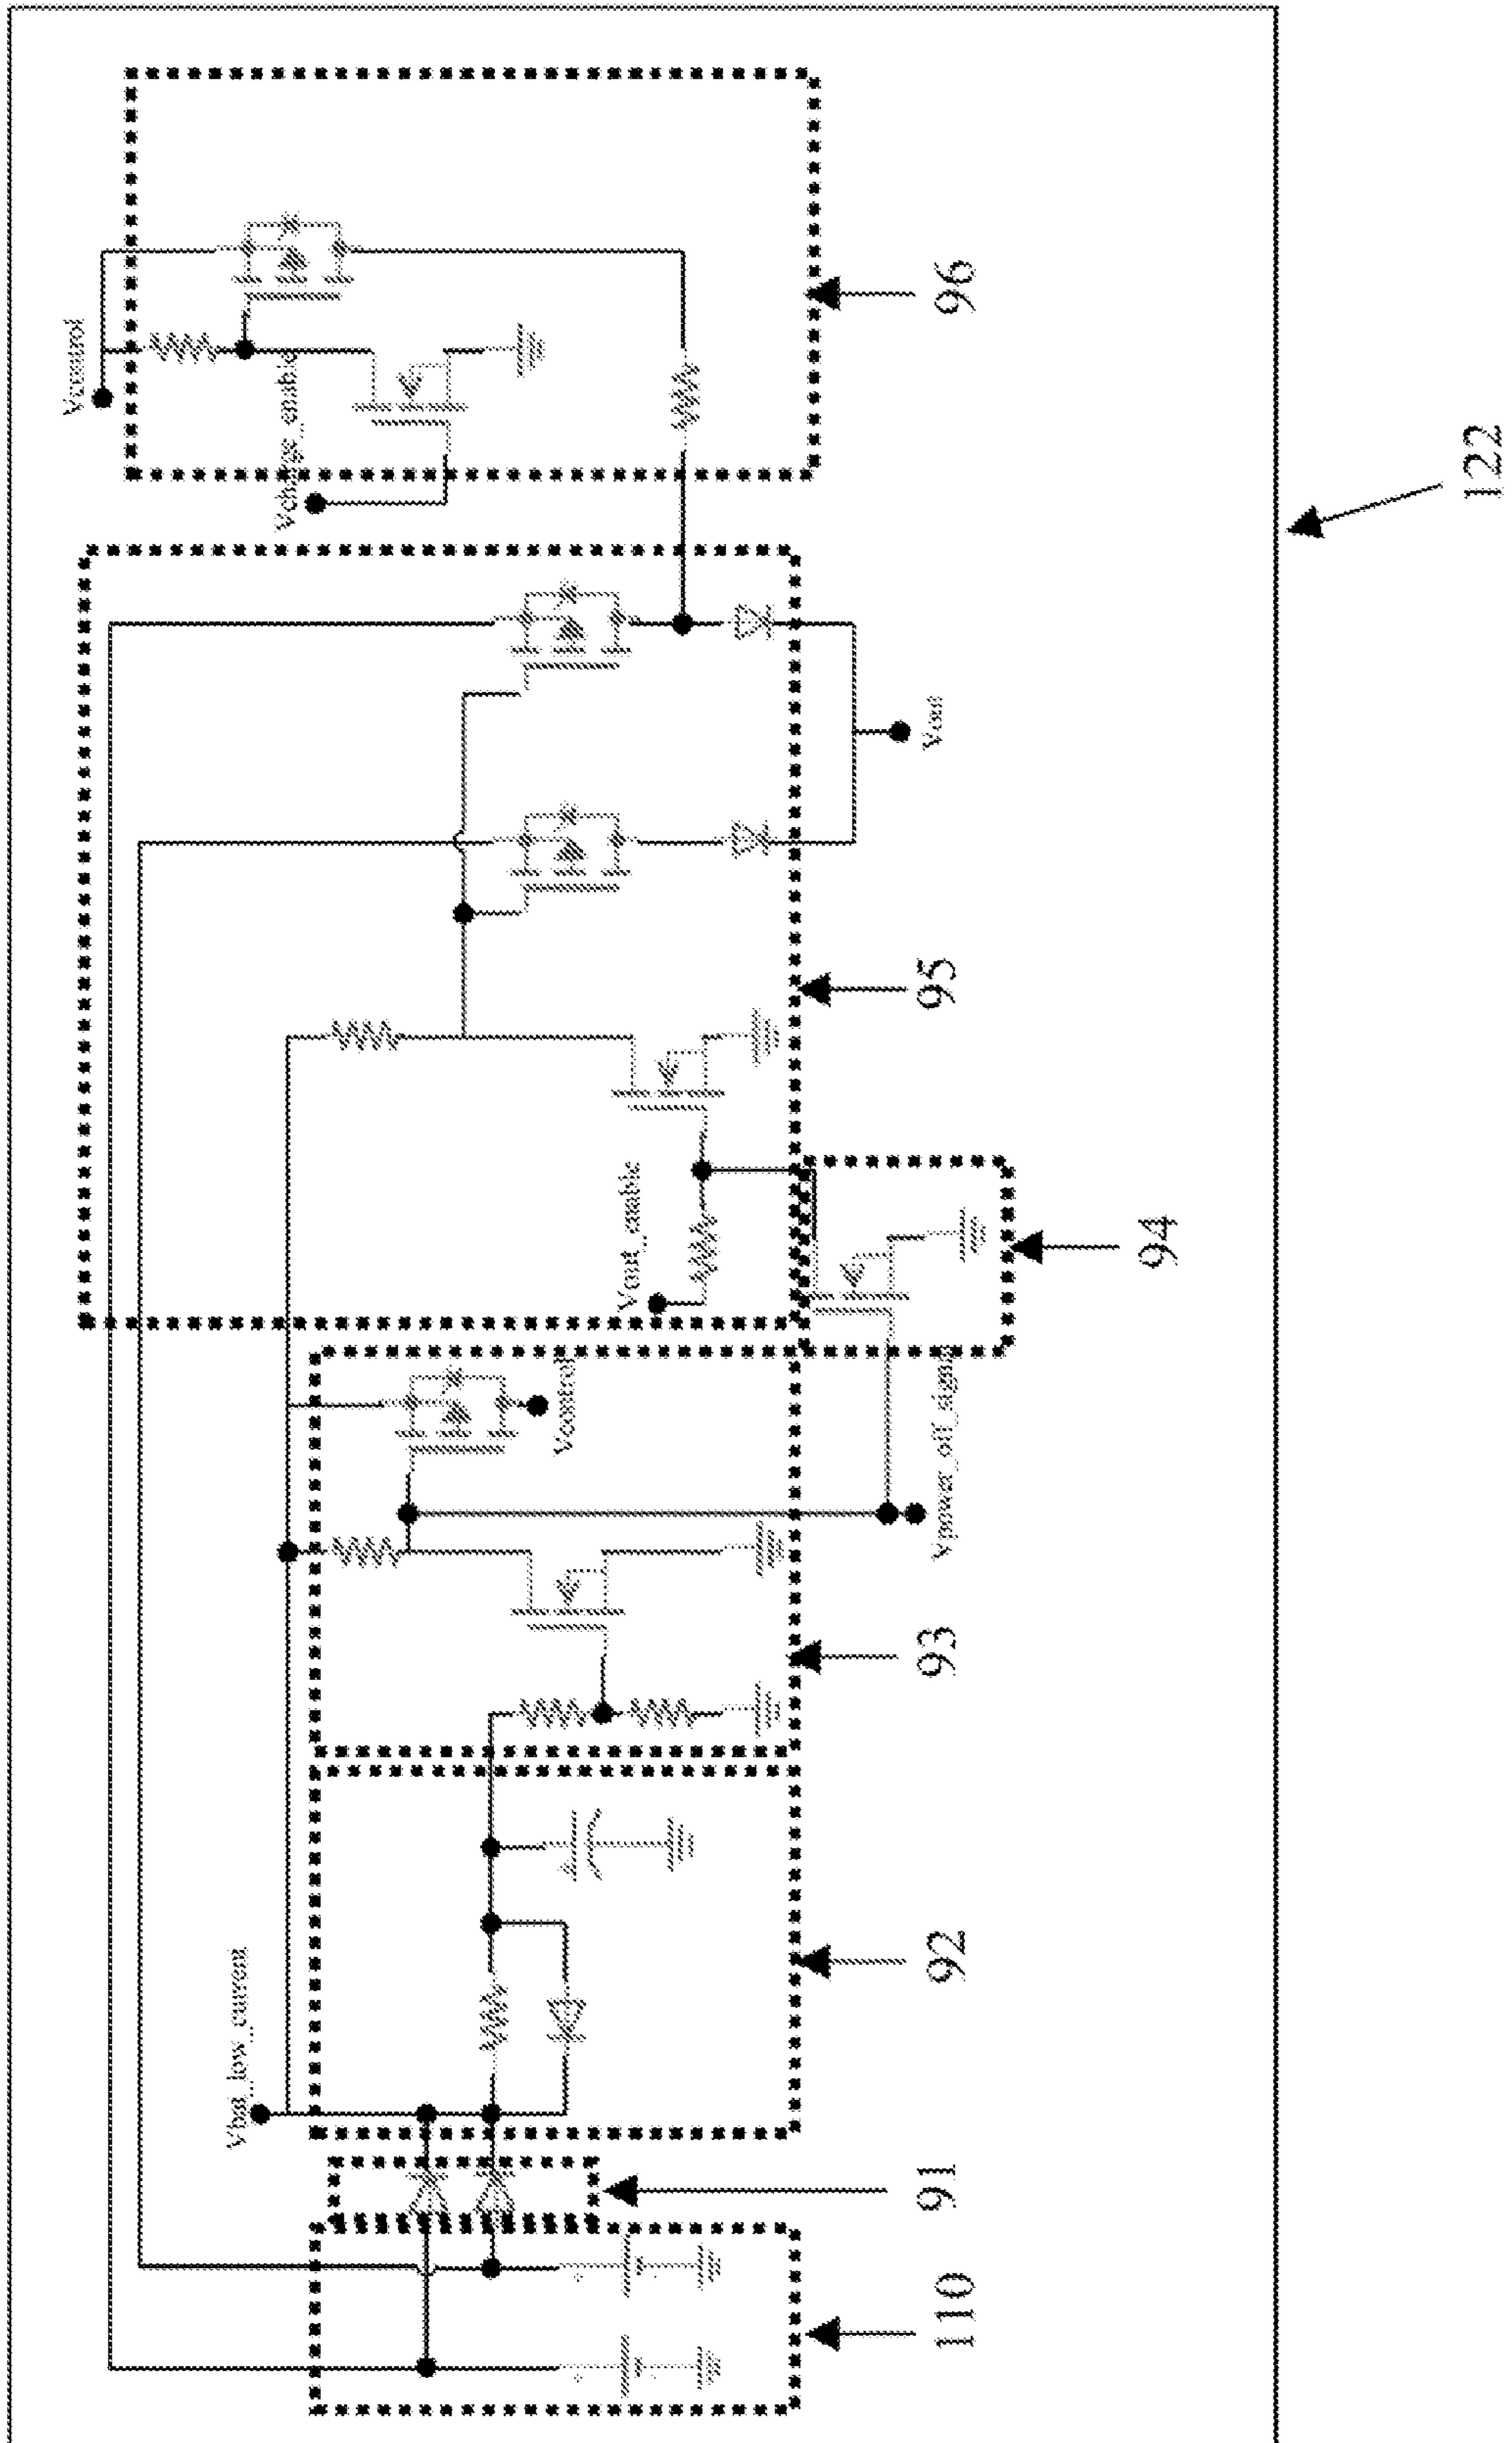 Vbat_low_current
Vcontrol
Vout_enable
Vcharge_enable
Vcontrol
Vpower_off_signal
Vout
110
91
92
93
94
95
96
122